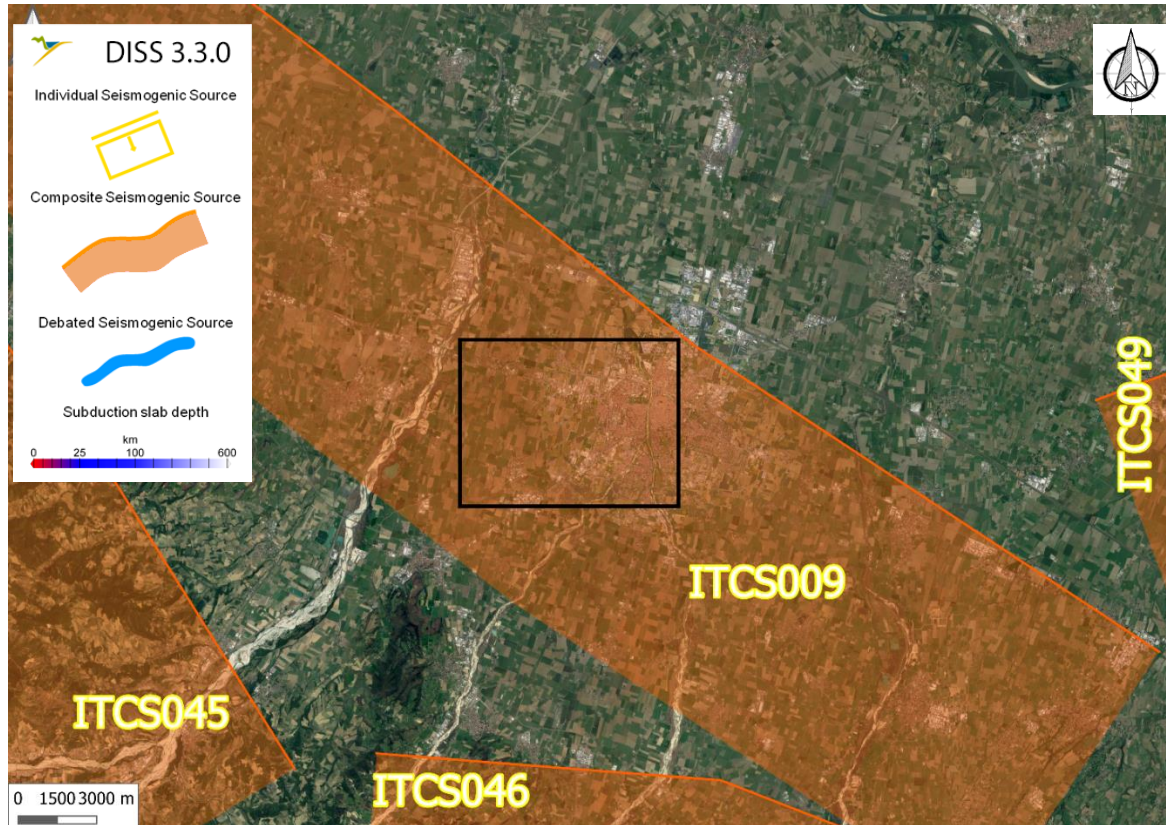 DISS 3.3.0
Individual Seismogenic Source
Composite Seismogenic Source
Debated Seismogenic Source
Subduction slab depth
km
0 25 100 600
N
ITCS049
ITCS009
ITCS045
ITCS046
0 1500 3000 m